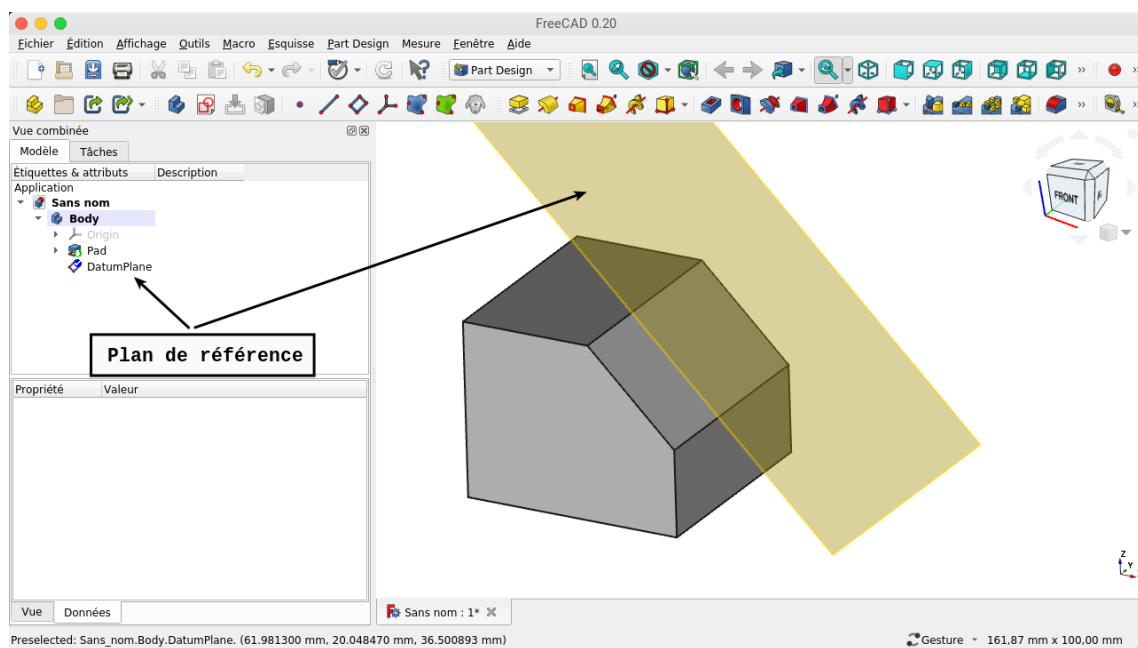 FreeCAD 0.20
Fichier Édition Affichage Outils Macro Esquisse Part Design Mesure Fenêtre Aide
Part Design
Vue combinée
Modèle Tâches
Étiquettes & attributs Description
Application
Sans nom
Body
Origin
Pad
DatumPlane
Plan de référence
Propriété Valeur
FRONT
Z
Y
Vue Données
Sans nom : 1*
Preselected: Sans_nom.Body.DatumPlane. (61.981300 mm, 20.048470 mm, 36.500893 mm)
Gesture
161,87 mm x 100,00 mm